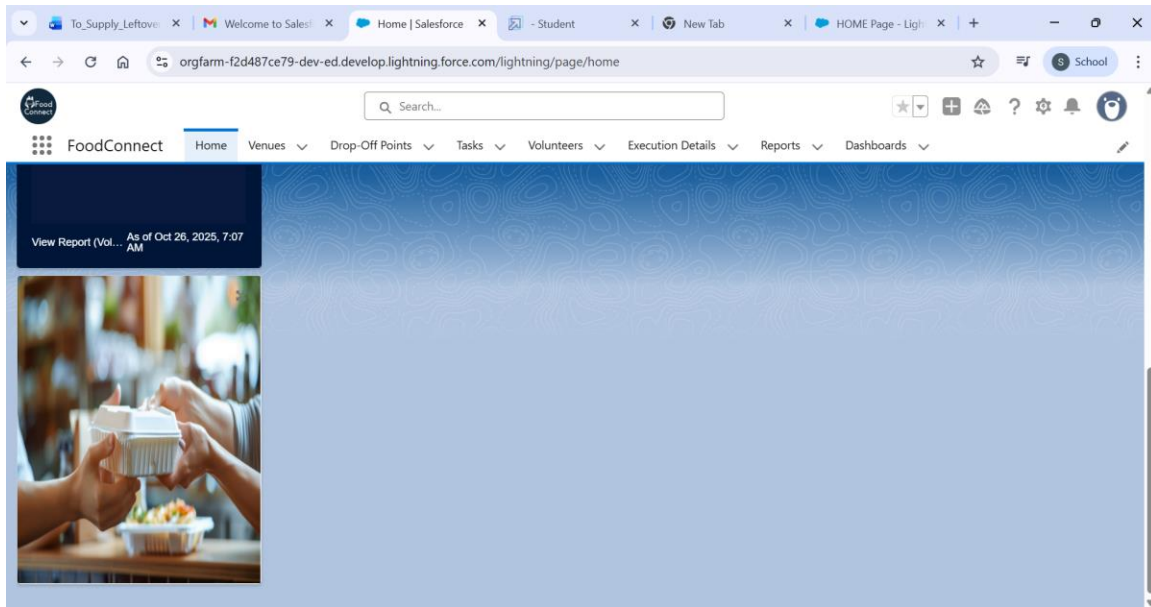 To_Supply_Leftove
Welcome to Salesf
Home | Salesforce
- Student
New Tab
HOME Page - Ligh
orgfarm-f2d487ce79-dev-ed.develop.lightning.force.com/lightning/page/home
S School
Food
Connect
Search...
FoodConnect Home Venues Drop-Off Points Tasks Volunteers Execution Details Reports Dashboards
View Report (Vol... As of Oct 26, 2025, 7:07
AM